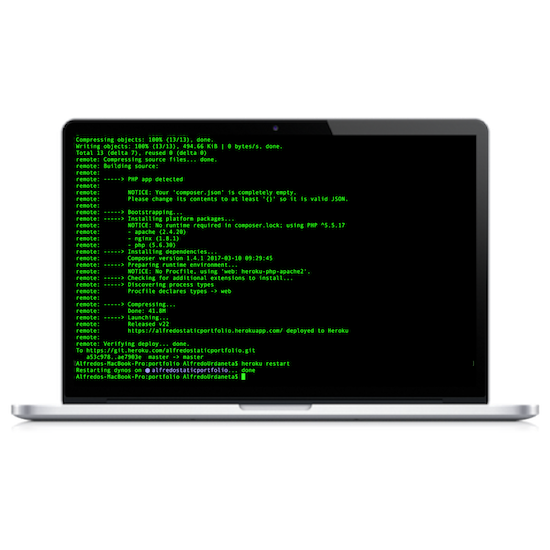 Compressing objects: 100% (13/13), done.
Writing objects: 100% (13/13), 494.66 KiB | 0 bytes/s, done.
Total 13 (delta 7), reused 0 (delta 0)
remote: Compressing source files... done.
remote: Building source:
remote:
remote: -----> PHP app detected
remote:
remote:        NOTICE: Your 'composer.json' is completely empty.
remote:        Please change its contents to at least '{}' so it is valid JSON.
remote:
remote: -----> Bootstrapping...
remote: -----> Installing platform packages...
remote:        NOTICE: No runtime required in composer.lock; using PHP ^5.5.17
remote:        - apache (2.4.20)
remote:        - nginx (1.8.1)
remote:        - php (5.6.30)
remote: -----> Installing dependencies...
remote:        Composer version 1.4.1 2017-03-10 09:29:45
remote: -----> Preparing runtime environment...
remote:        NOTICE: No Procfile, using 'web: heroku-php-apache2'.
remote: -----> Checking for additional extensions to install...
remote: -----> Discovering process types
remote:        Procfile declares types -> web
remote:
remote: -----> Compressing...
remote:        Done: 41.8M
remote: -----> Launching...
remote:        Released v22
remote:        https://alfredostaticportfolio.herokuapp.com/ deployed to Heroku
remote:
remote: Verifying deploy... done.
To https://git.heroku.com/alfredostaticportfolio.git
   a53c978..ae7903e  master -> master
Alfredos-MacBook-Pro:portfolio AlfredoUrdaneta$ heroku restart
Restarting dynos on ⬢ alfredostaticportfolio... done
Alfredos-MacBook-Pro:portfolio AlfredoUrdaneta$